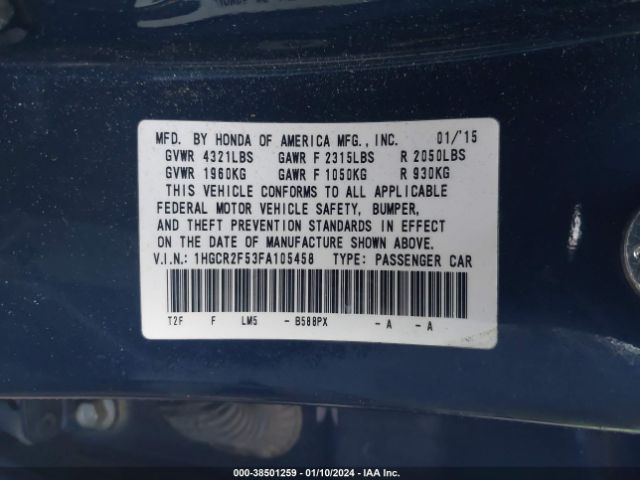 MFD. BY HONDA OF AMERICA MFG., INC. 01/'15
GVWR 4321LBS GAWR F 2315LBS R 2050LBS
GVWR 1960KG GAWR F 1050KG R 930KG
THIS VEHICLE CONFORMS TO ALL APPLICABLE
FEDERAL MOTOR VEHICLE SAFETY, BUMPER,
AND THEFT PREVENTION STANDARDS IN EFFECT
ON THE DATE OF MANUFACTURE SHOWN ABOVE.
V.I.N.: 1HGCR2F53FA105458 TYPE: PASSENGER CAR
T2F F LM5 - B588PX - A - A
000-38501259 - 01/10/2024 - IAA Inc.